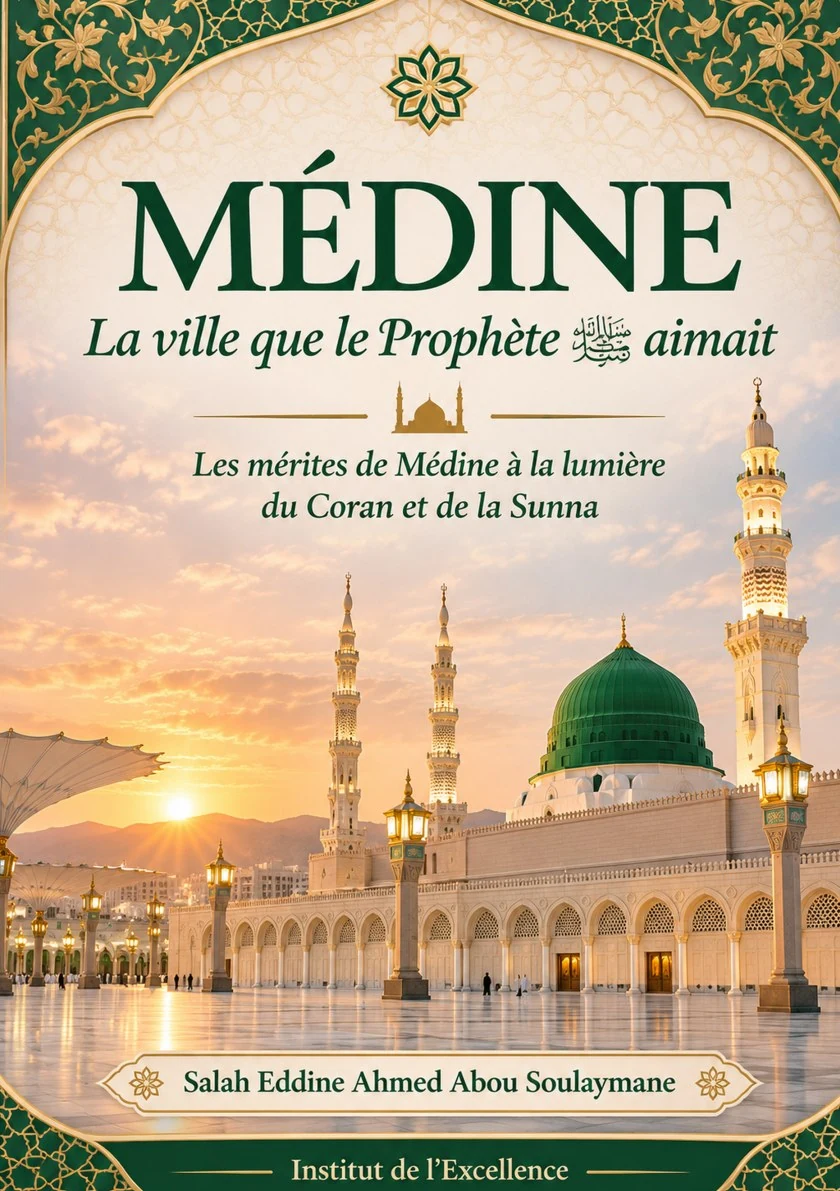 MÉDINE
La ville que le Prophète ﷺ aimait
Les mérites de Médine à la lumière
du Coran et de la Sunna
Salah Eddine Ahmed Abou Soulaymane
Institut de l’Excellence